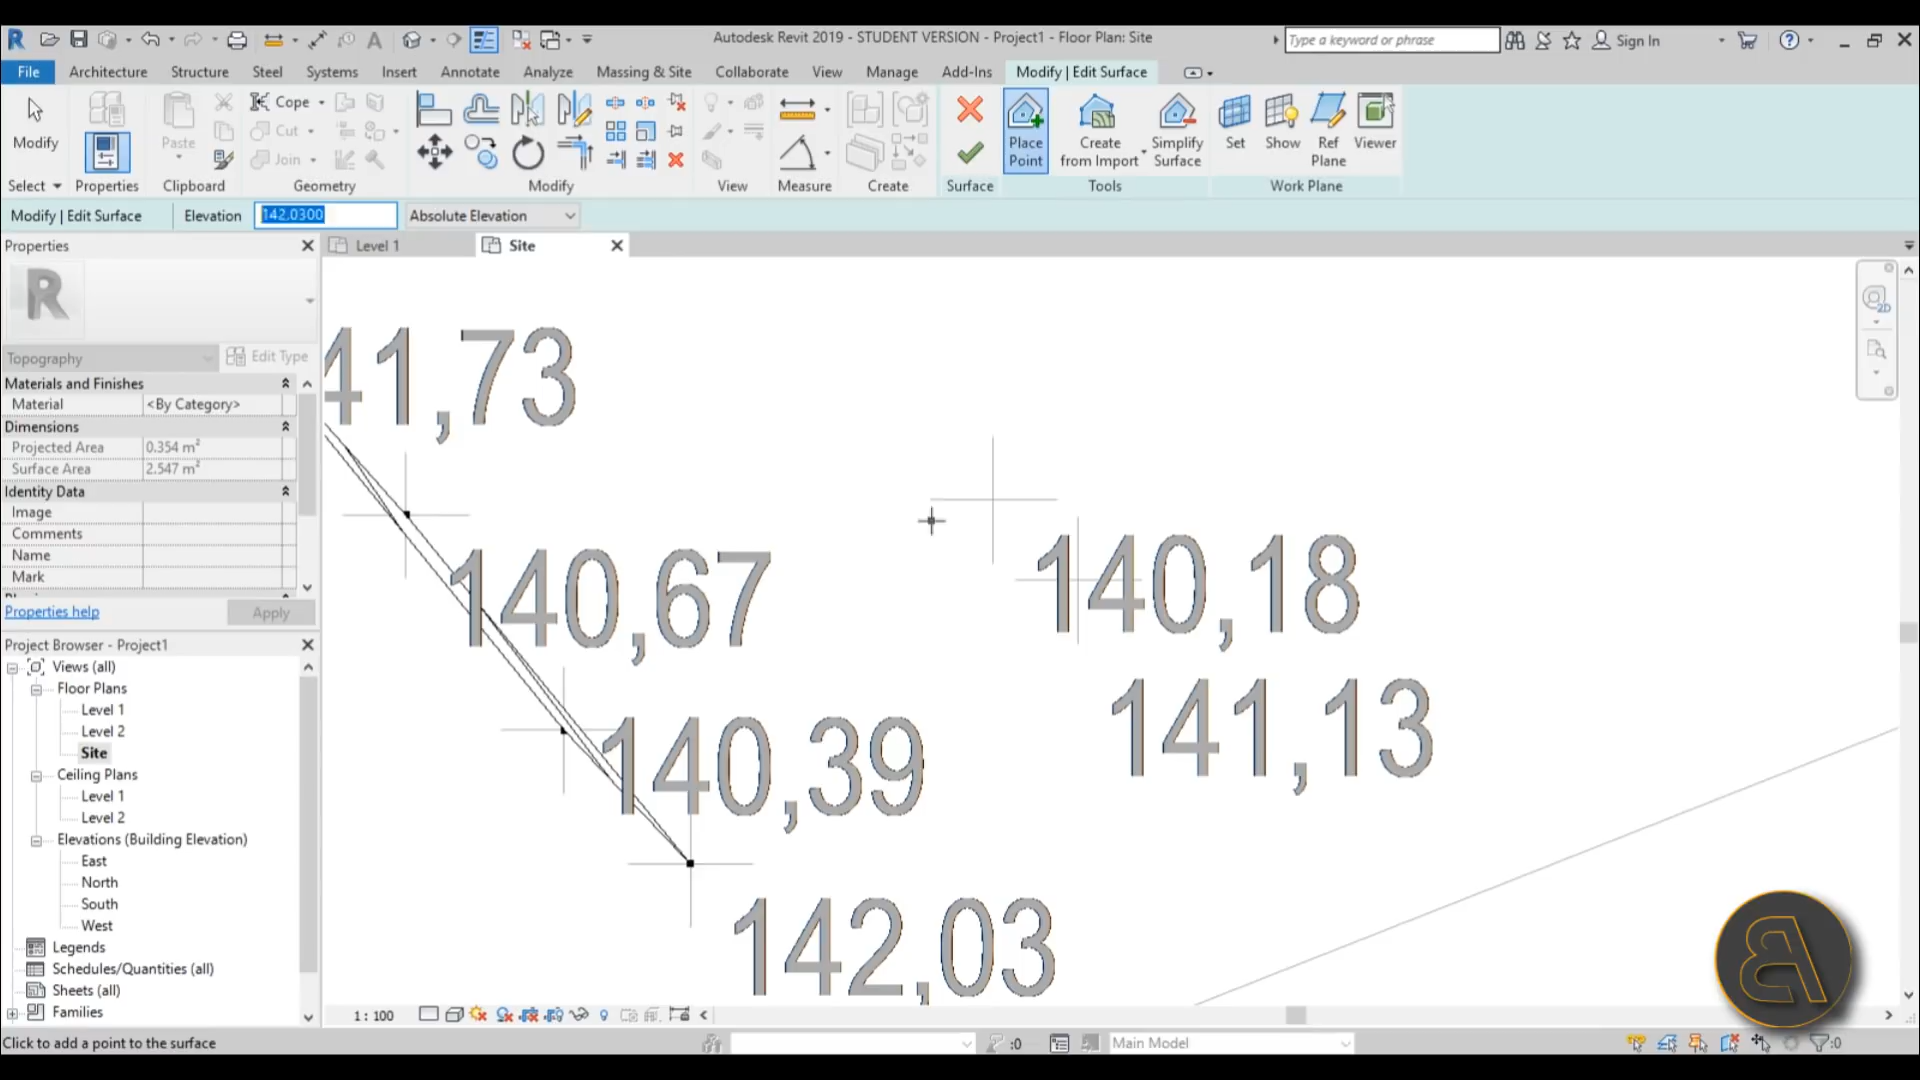 Autodesk Revit 2019 - STUDENT VERSION - Project1 - Floor Plan: Site
Type a keyword or phrase
Sign In
File Architecture Structure Steel Systems Insert Annotate Analyze Massing & Site Collaborate View Manage Add-Ins Modify | Edit Surface
Modify
Paste
Cope
Cut
Join
Place Point
Create from Import
Simplify Surface
Set
Show
Ref Plane
Viewer
Select Properties Clipboard Geometry Modify View Measure Create Surface Tools Work Plane
Modify | Edit Surface Elevation 142.0300 Absolute Elevation
Properties
Level 1
Site
R
Topography Edit Type
Materials and Finishes
Material <By Category>
Dimensions
Projected Area 0.354 m²
Surface Area 2.547 m²
Identity Data
Image
Comments
Name
Mark
Properties help Apply
Project Browser - Project1
Views (all)
Floor Plans
Level 1
Level 2
Site
Ceiling Plans
Level 1
Level 2
Elevations (Building Elevation)
East
North
South
West
Legends
Schedules/Quantities (all)
Sheets (all)
Families
41,73
140,67
140,18
140,39
141,13
142,03
2D
1 : 100
Click to add a point to the surface
:0
Main Model
:0